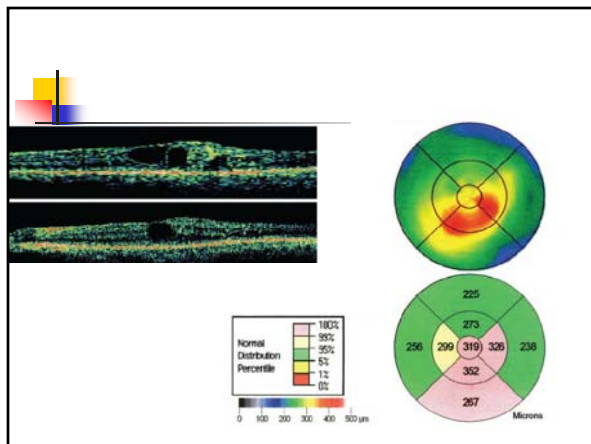 225
273
256 299 319 326 238
352
267
Microns
Normal
Distribution
Percentile
100%
99%
95%
5%
1%
0%
0 100 200 300 400 500 μm